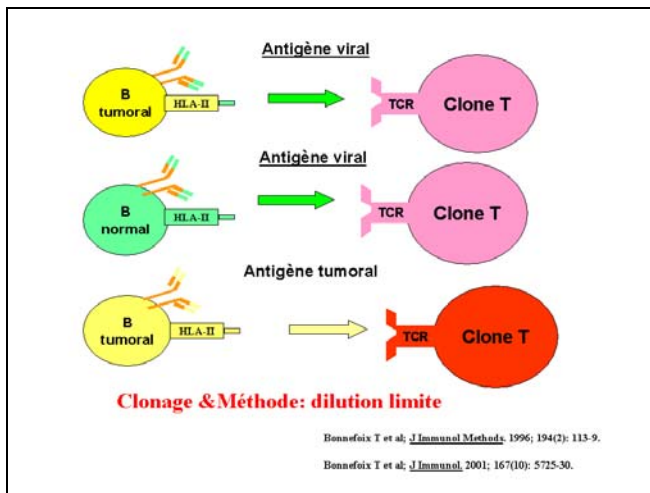 Antigène viral
B
tumoral
HLA-II
TCR
Clone T
Antigène viral
B
normal
HLA-II
TCR
Clone T
Antigène tumoral
B
tumoral
HLA-II
TCR
Clone T
Clonage &Méthode: dilution limite
Bonnefoix T et al; J Immunol Methods. 1996; 194(2): 113-9.
Bonnefoix T et al; J Immunol. 2001; 167(10): 5725-30.